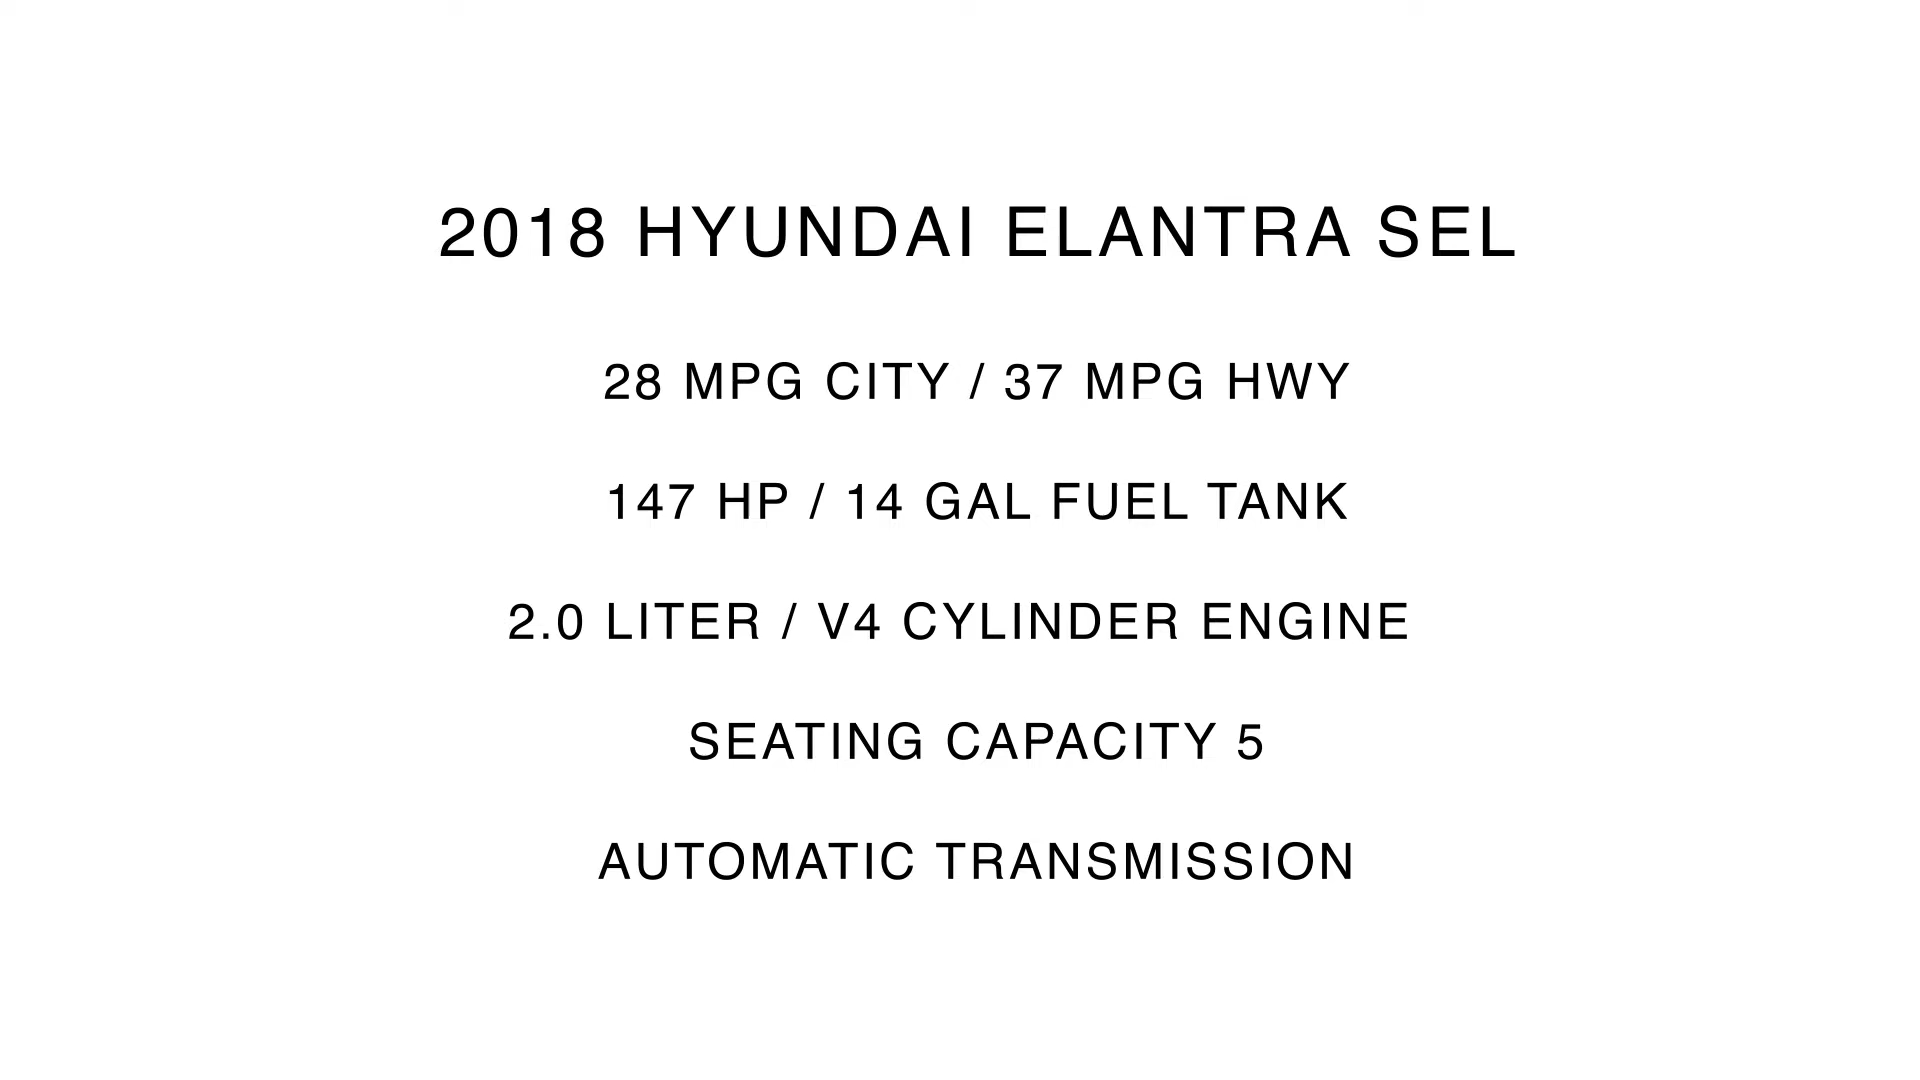 2018 HYUNDAI ELANTRA SEL
28 MPG CITY / 37 MPG HWY
147 HP / 14 GAL FUEL TANK
2.0 LITER / V4 CYLINDER ENGINE
SEATING CAPACITY 5
AUTOMATIC TRANSMISSION